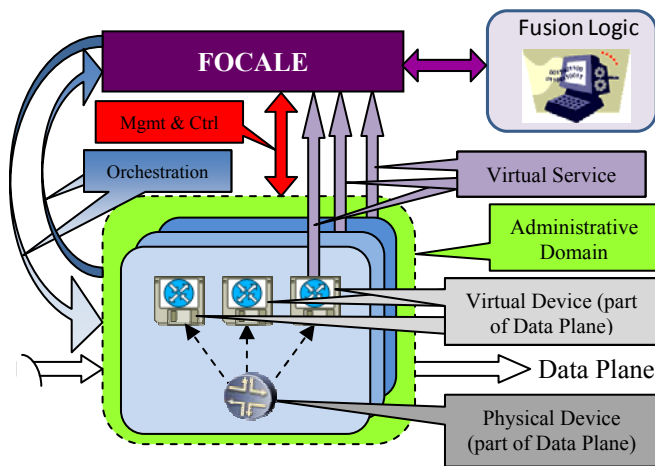 Fusion Logic
FOCALE
Mgmt & Ctrl
Orchestration
Virtual Service
Administrative
Domain
Virtual Device (part
of Data Plane)
Data Plane
Physical Device
(part of Data Plane)